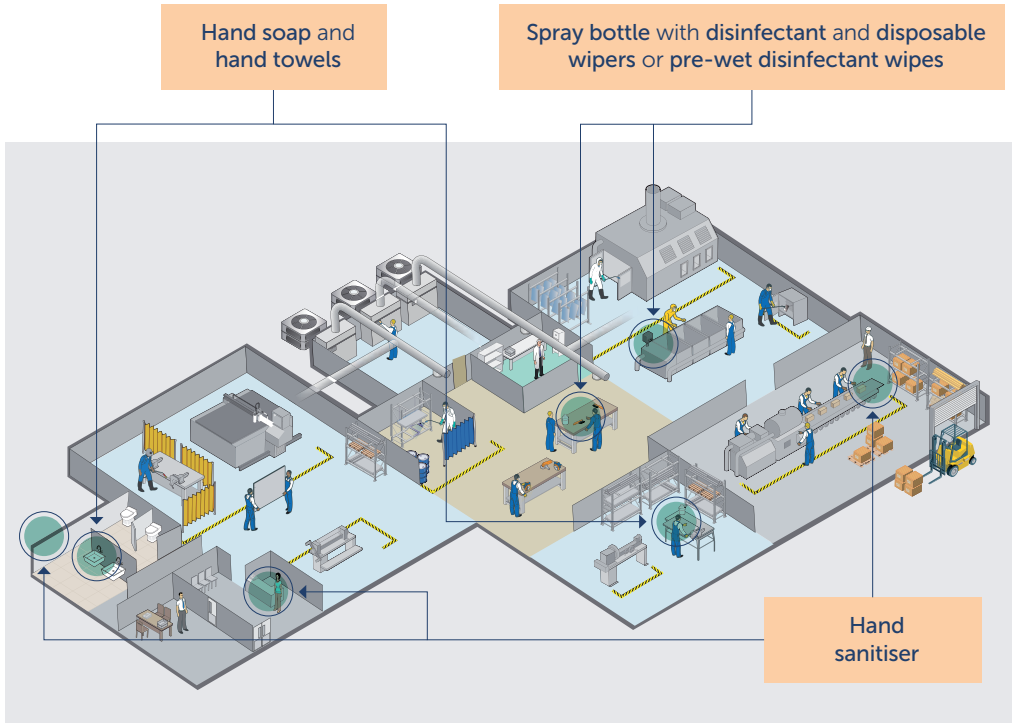 Hand soap and
hand towels
Spray bottle with disinfectant and disposable
wipers or pre-wet disinfectant wipes
Hand
sanitiser